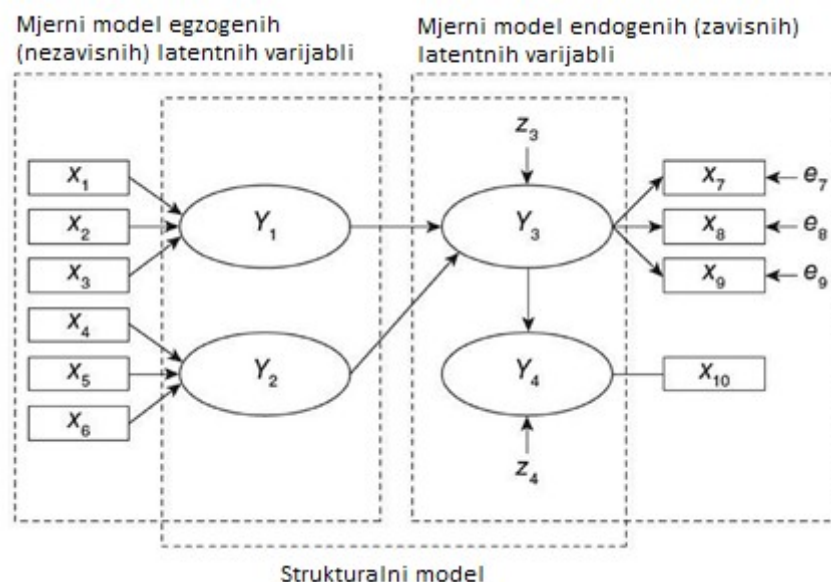 Mjerni model egzogenih
(nezavisnih) latentnih varijabli
Mjerni model endogenih (zavisnih)
latentnih varijabli
x1
x2
x3
x4
x5
x6
Y1
Y2
z3
Y3
Y4
z4
x7
x8
x9
x10
e7
e8
e9
Strukturalni model